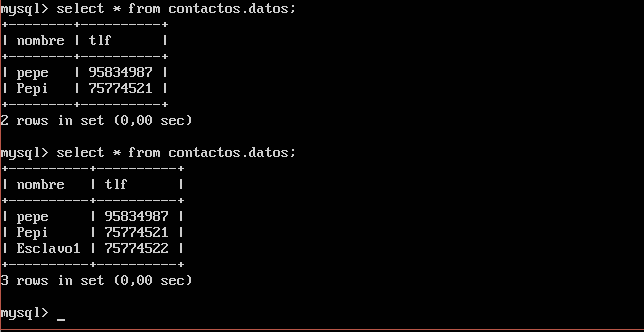 mysql> select * from contactos.datos;
+--------+----------+
| nombre | tlf      |
+--------+----------+
| pepe   | 95834987 |
| Pepi   | 75774521 |
+--------+----------+
2 rows in set (0,00 sec)

mysql> select * from contactos.datos;
+----------+----------+
| nombre   | tlf      |
+----------+----------+
| pepe     | 95834987 |
| Pepi     | 75774521 |
| Esclavo1 | 75774522 |
+----------+----------+
3 rows in set (0,00 sec)

mysql> _